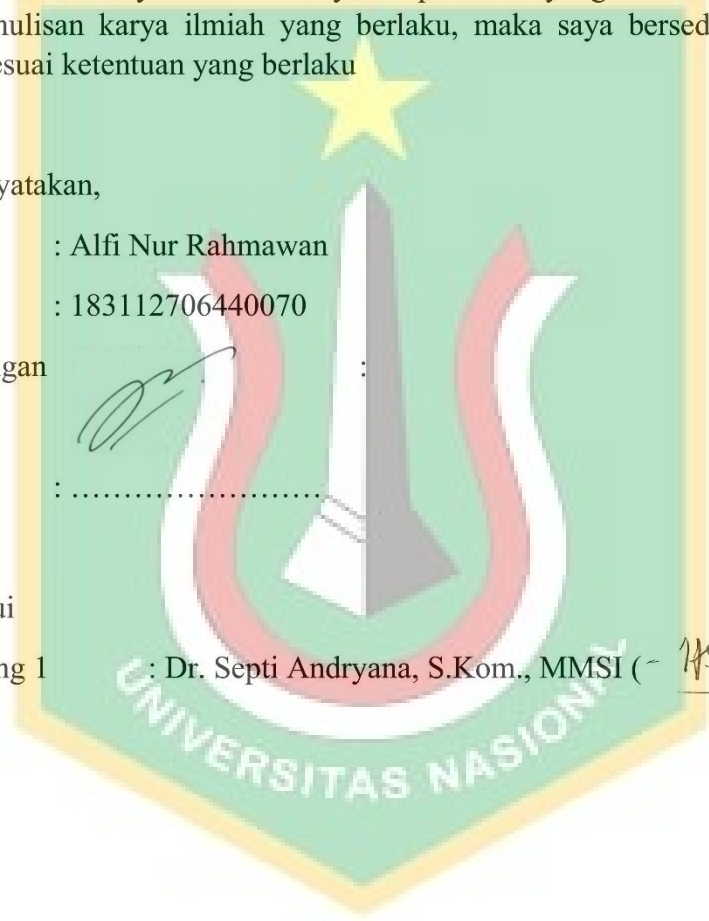 nulisan karya ilmiah yang berlaku, maka saya bersed
esuai ketentuan yang berlaku
yatakan,
: Alfi Nur Rahmawan
: 183112706440070
ngan :
: ..............................
ui
ng 1 : Dr. Septi Andryana, S.Kom., MMSI (
UNIVERSITAS NASIONAL